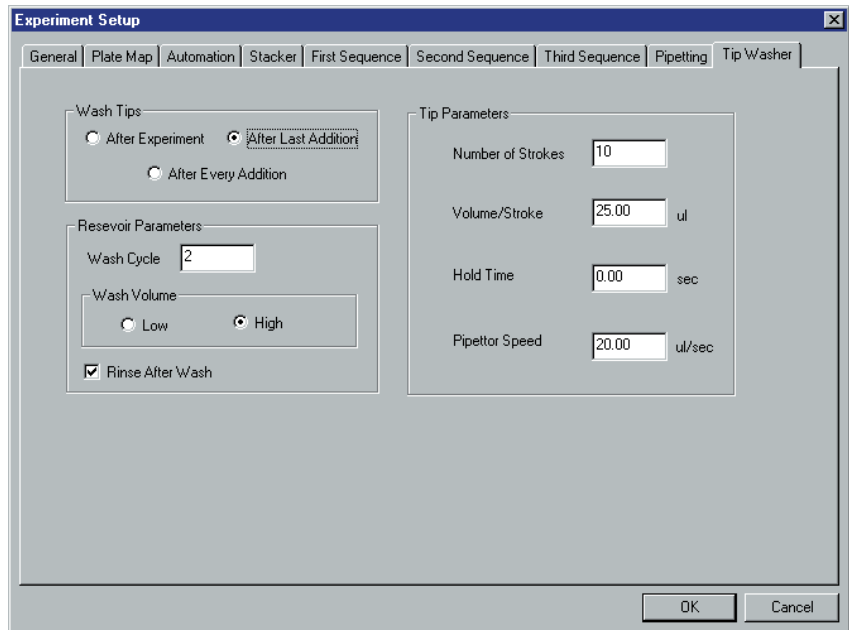 Experiment Setup
General Plate Map Automation Stacker First Sequence Second Sequence Third Sequence Pipetting Tip Washer
Wash Tips
After Experiment After Last Addition
After Every Addition
Resevoir Parameters
Wash Cycle 2
Wash Volume
Low High
Rinse After Wash
Tip Parameters
Number of Strokes 10
Volume/Stroke 25.00 ul
Hold Time 0.00 sec
Pipettor Speed 20.00 ul/sec
OK Cancel